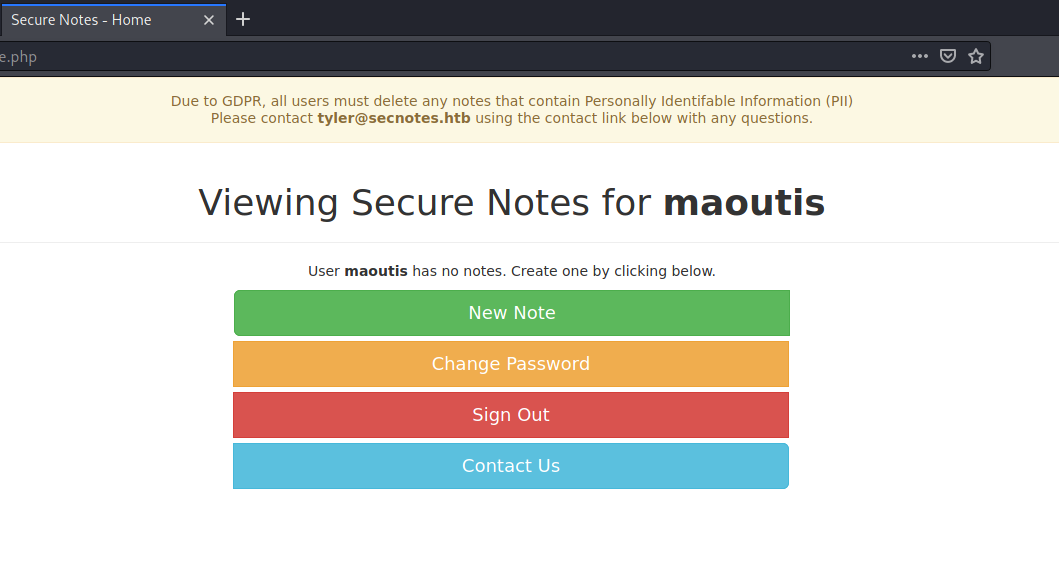 Secure Notes - Home
e.php
Due to GDPR, all users must delete any notes that contain Personally Identifable Information (PII)
Please contact tyler@secnotes.htb using the contact link below with any questions.
Viewing Secure Notes for maoutis
User maoutis has no notes. Create one by clicking below.
New Note
Change Password
Sign Out
Contact Us